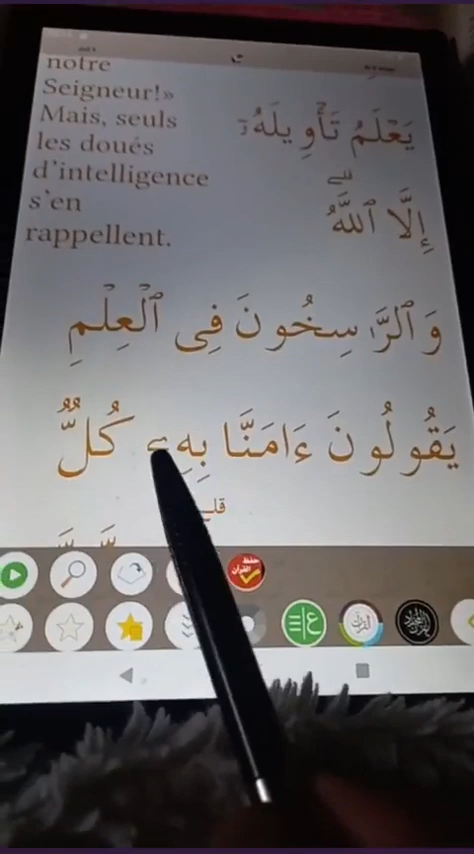 notre
Seigneur!»
Mais, seuls
les doués
d'intelligence
s'en
rappellent.
يَعْلَمُ تَأْوِيلَهُۥٓ
إِلَّا ٱللَّهُ ۗ
وَٱلرَّٰسِخُونَ فِى ٱلْعِلْمِ
يَقُولُونَ ءَامَنَّا بِهِۦ كُلٌّ